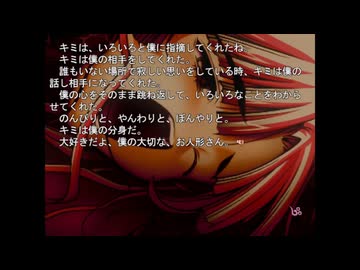 キミは、いろいろと僕に指摘してくれたね。
キミは僕の相手をしてくれた。
誰もいない場所で寂しい思いをしている時、キミは僕の
話し相手になってくれた。
僕の心をそのまま跳ね返して、いろいろなことをわから
せてくれた。
のんびりと、やんわりと、ぼんやりと。
キミは僕の分身だ。
大好きだよ、僕の大切な、お人形さん。